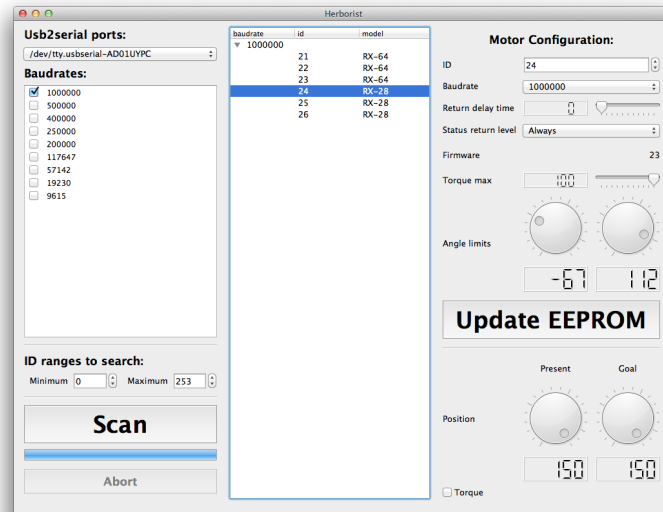 Herborist
Usb2serial ports:
/dev/tty.usbserial-AD01UYPC
Baudrates:
1000000
500000
400000
250000
200000
117647
57142
19230
9615
ID ranges to search:
Minimum 0 Maximum 253
Scan
Abort
baudrate id model
1000000
21 RX-64
22 RX-64
23 RX-64
24 RX-28
25 RX-28
26 RX-28
Motor Configuration:
ID 24
Baudrate 1000000
Return delay time 0
Status return level Always
Firmware 23
Torque max 100
Angle limits
-67 112
Update EEPROM
Present Goal
Position
150 150
Torque